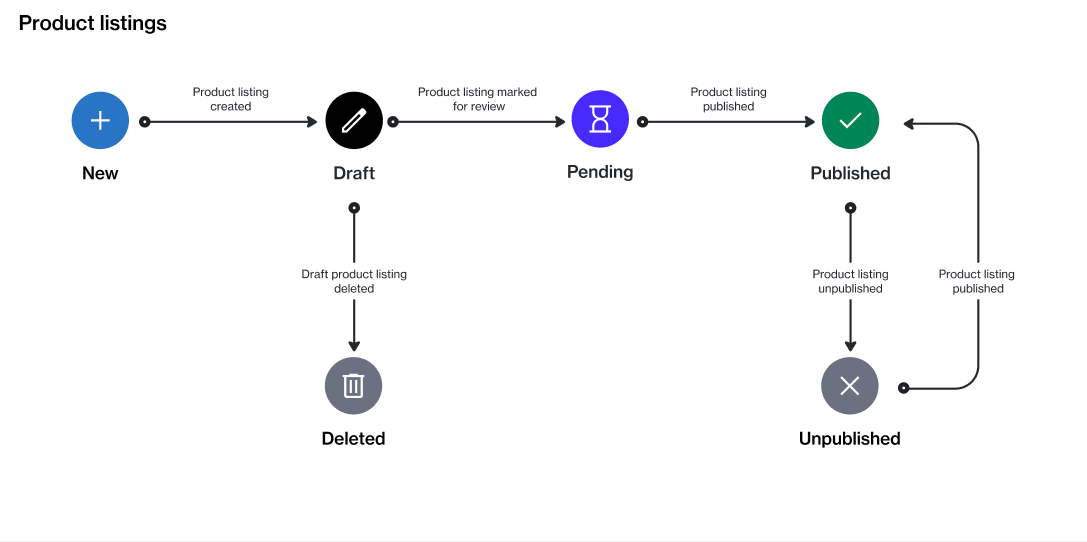 Product listings
Product listing
created
Product listing marked
for review
Product listing
published
New
Draft
Pending
Published
Draft product listing
deleted
Product listing
unpublished
Product listing
published
Deleted
Unpublished